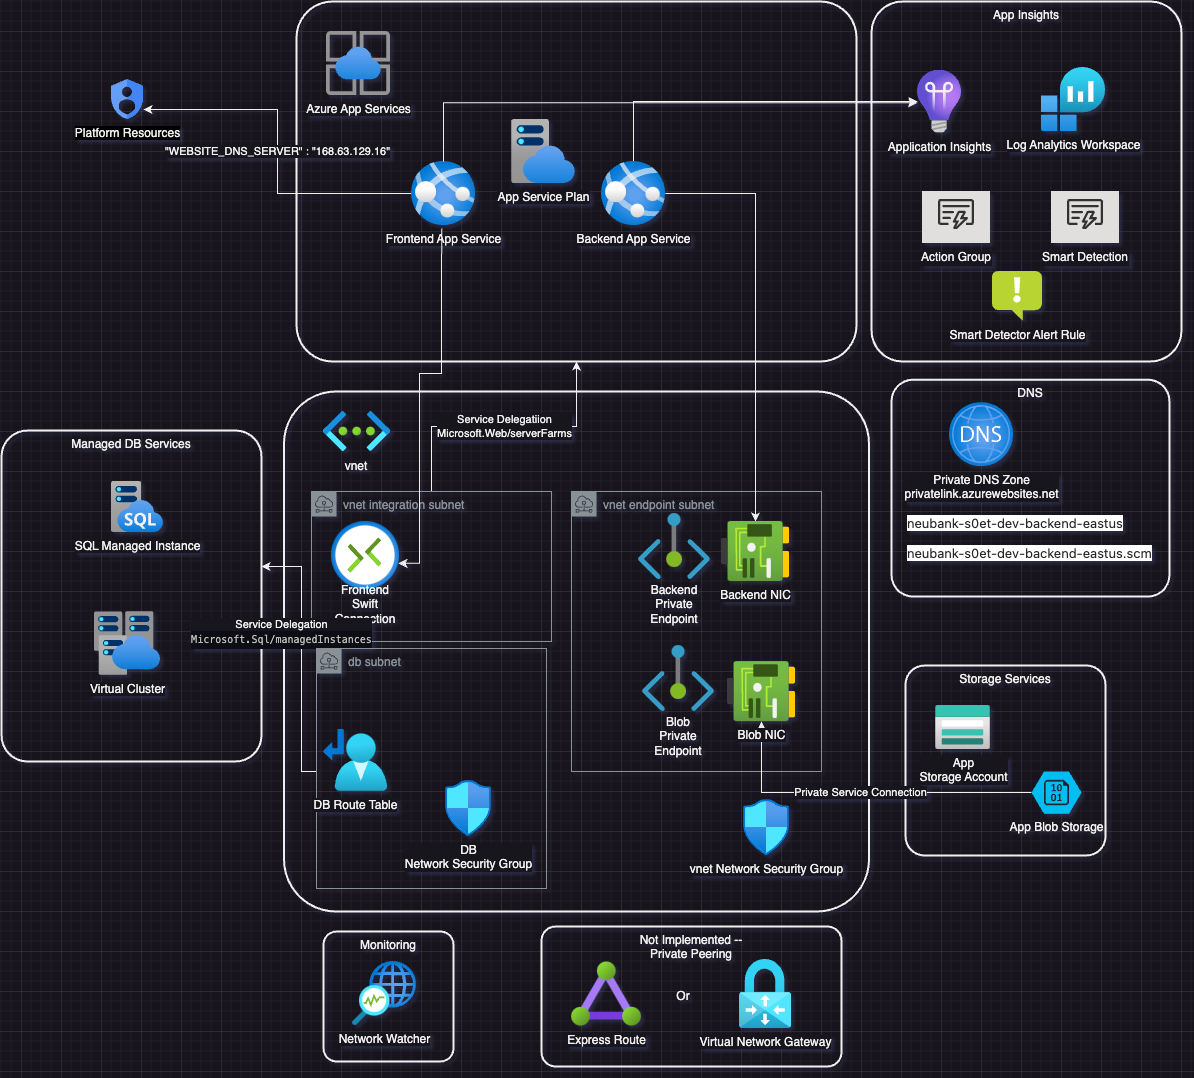 App Insights
Azure App Services
Platform Resources
"WEBSITE_DNS_SERVER" : "168.63.129.16"
App Service Plan
Frontend App Service
Backend App Service
Application Insights
Log Analytics Workspace
Action Group
Smart Detection
Smart Detector Alert Rule
DNS
DNS
Private DNS Zone
privatelink.azurewebsites.net
neubank-s0et-dev-backend-eastus
neubank-s0et-dev-backend-eastus.scm
Managed DB Services
SQL
SQL Managed Instance
Virtual Cluster
Service Delegation
Microsoft.Sql/managedInstances
vnet
Service Delegatiion
Microsoft.Web/serverFarms
vnet integration subnet
Frontend
Swift
Connection
vnet endpoint subnet
Backend
Private
Endpoint
Backend NIC
Blob
Private
Endpoint
Blob NIC
db subnet
DB Route Table
DB
Network Security Group
vnet Network Security Group
Private Service Connection
Storage Services
App
Storage Account
10
01
App Blob Storage
Monitoring
Network Watcher
Not Implemented --
Private Peering
Express Route
Or
Virtual Network Gateway